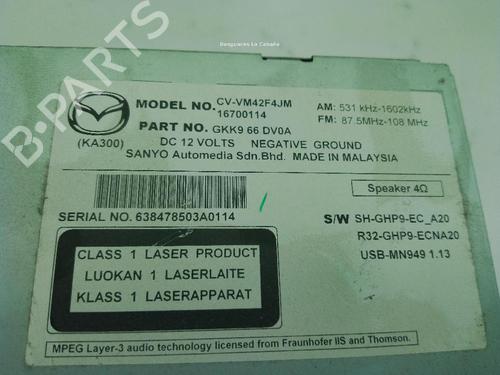 Desguaces La Cabaña
MODEL NO. CV-VM42F4JM
16700114
AM: 531 kHz-1602kHz
FM: 87.5MHz-108 MHz
PART NO. GKK9 66 DV0A
(KA300)
DC 12 VOLTS NEGATIVE GROUND
SANYO Automedia Sdn.Bhd. MADE IN MALAYSIA
Speaker 4Ω
SERIAL NO. 638478503A0114
S/W SH-GHP9-EC_A20
R32-GHP9-ECNA20
USB-MN949 1.13
CLASS 1 LASER PRODUCT
LUOKAN 1 LASERLAITE
KLASS 1 LASERAPPARAT
MPEG Layer-3 audio technology licensed from Fraunhofer IIS and Thomson.
B-PARTS